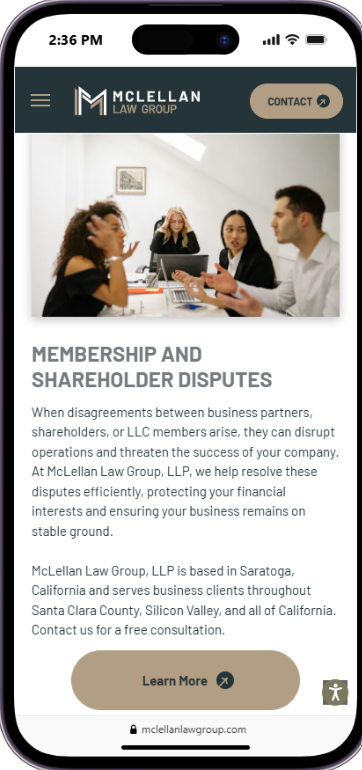 2:36 PM
MCLELLAN
LAW GROUP
CONTACT
MEMBERSHIP AND
SHAREHOLDER DISPUTES
When disagreements between business partners,
shareholders, or LLC members arise, they can disrupt
operations and threaten the success of your company.
At McLellan Law Group, LLP, we help resolve these
disputes efficiently, protecting your financial
interests and ensuring your business remains on
stable ground.
McLellan Law Group, LLP is based in Saratoga,
California and serves business clients throughout
Santa Clara County, Silicon Valley, and all of California.
Contact us for a free consultation.
Learn More
mclellanlawgroup.com